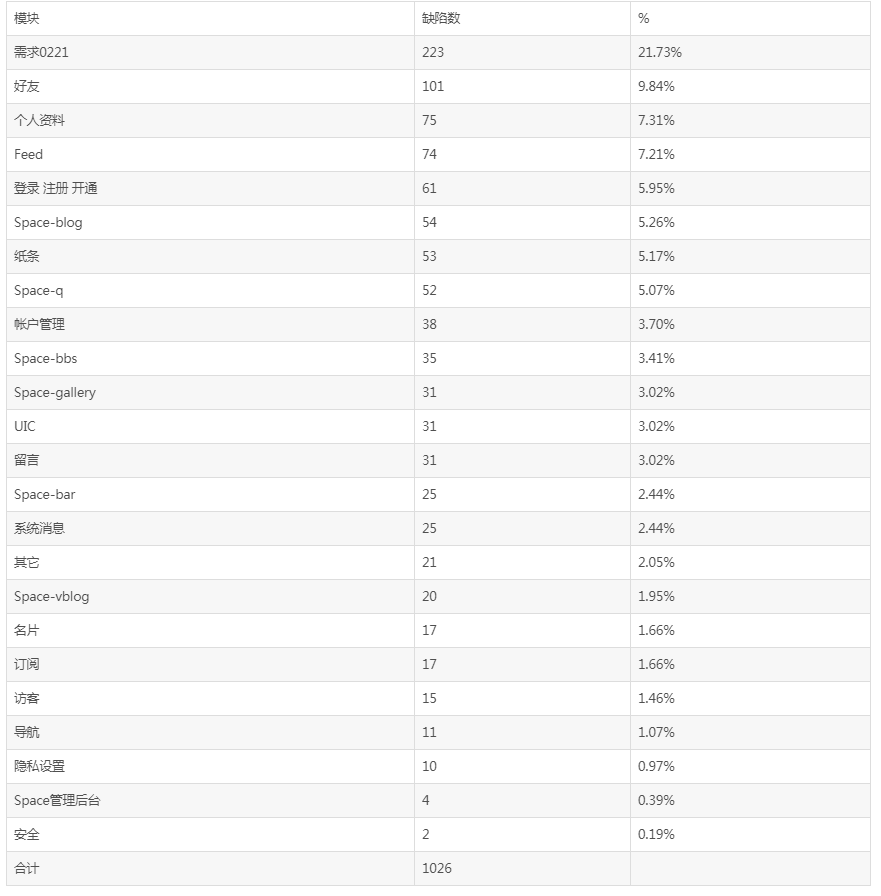 模块 缺陷数 %
需求0221 223 21.73%
好友 101 9.84%
个人资料 75 7.31%
Feed 74 7.21%
登录 注册 开通 61 5.95%
Space-blog 54 5.26%
纸条 53 5.17%
Space-q 52 5.07%
帐户管理 38 3.70%
Space-bbs 35 3.41%
Space-gallery 31 3.02%
UIC 31 3.02%
留言 31 3.02%
Space-bar 25 2.44%
系统消息 25 2.44%
其它 21 2.05%
Space-vblog 20 1.95%
名片 17 1.66%
订阅 17 1.66%
访客 15 1.46%
导航 11 1.07%
隐私设置 10 0.97%
Space管理后台 4 0.39%
安全 2 0.19%
合计 1026